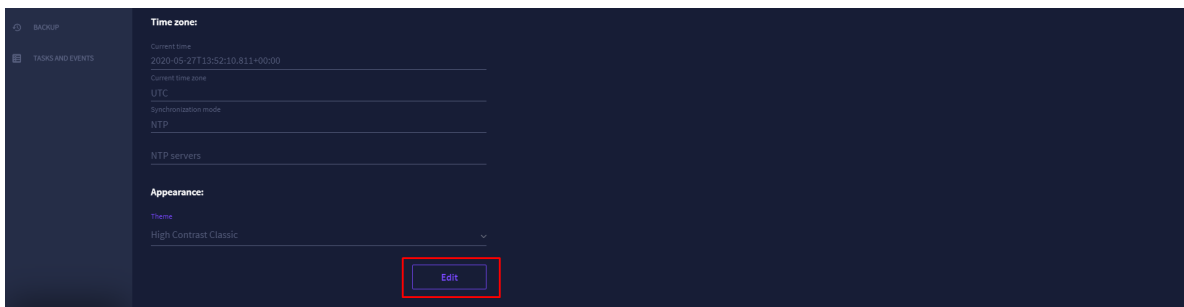 BACKUP
TASKS AND EVENTS
Time zone:
Current time
2020-05-27T13:52:10.811+00:00
Current time zone
UTC
Synchronization mode
NTP
NTP servers
Appearance:
Theme
High Contrast Classic
Edit